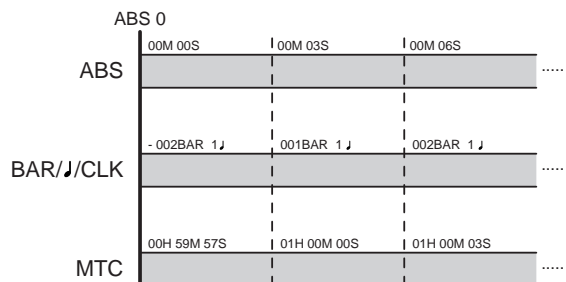 ABS 0
00M 00S 00M 03S 00M 06S
ABS .....
- 002BAR 1♩ 001BAR 1♩ 002BAR 1♩
BAR/♩/CLK .....
00H 59M 57S 01H 00M 00S 01H 00M 03S
MTC .....